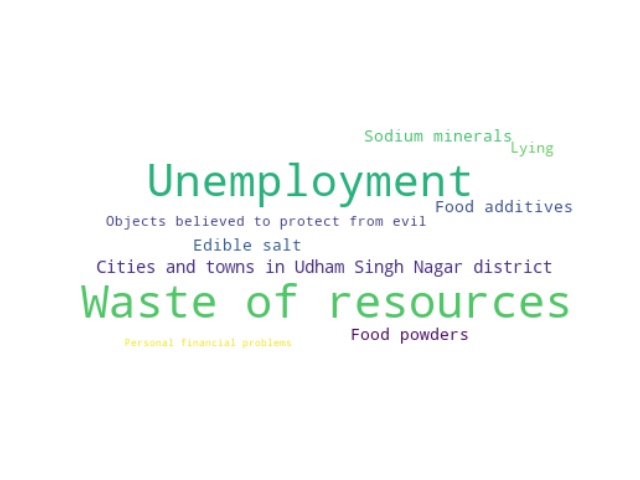 Sodium minerals
Lying
Unemployment
Food additives
Objects believed to protect from evil
Edible salt
Cities and towns in Udham Singh Nagar district
Waste of resources
Food powders
Personal financial problems